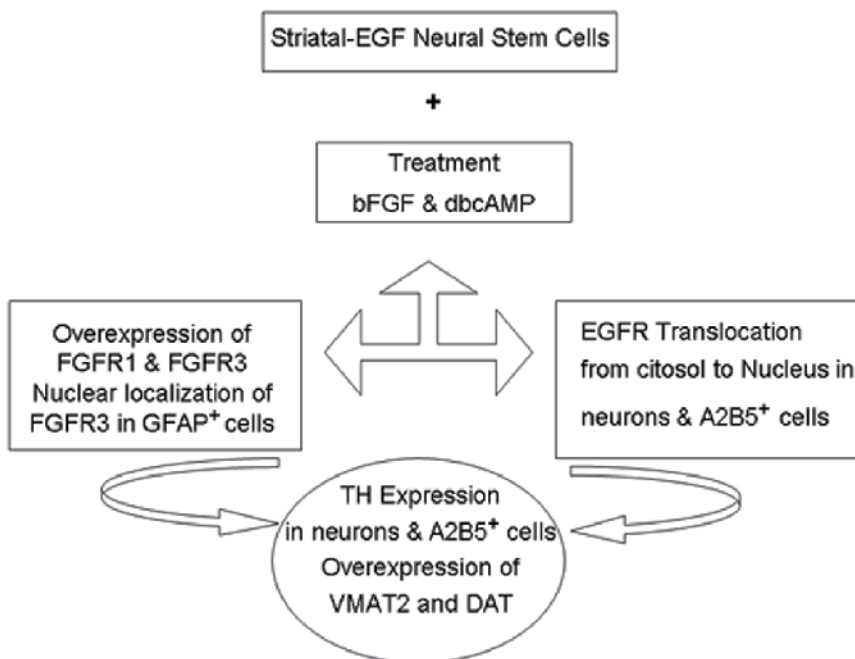 Striatal-EGF Neural Stem Cells
+
Treatment
bFGF & dbcAMP
Overexpression of
FGFR1 & FGFR3
Nuclear localization of
FGFR3 in GFAP⁺ cells
EGFR Translocation
from citosol to Nucleus in
neurons & A2B5⁺ cells
TH Expression
in neurons & A2B5⁺ cells
Overexpression of
VMAT2 and DAT